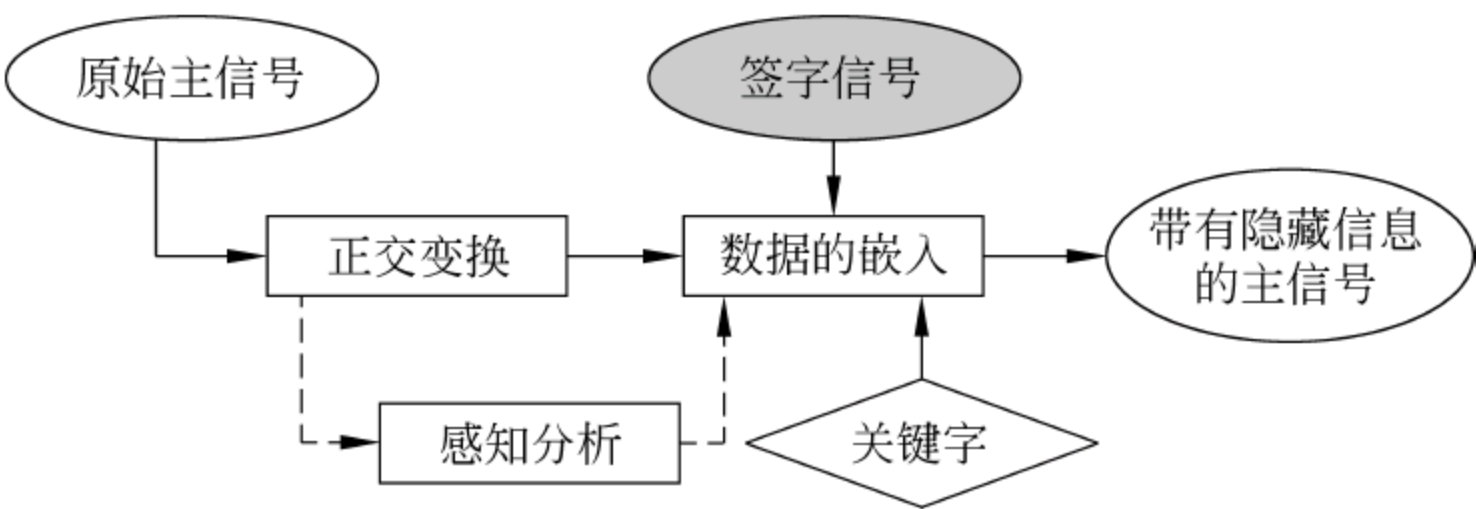 原始主信号
签字信号
正交变换
数据的嵌入
带有隐藏信息
的主信号
感知分析
关键字